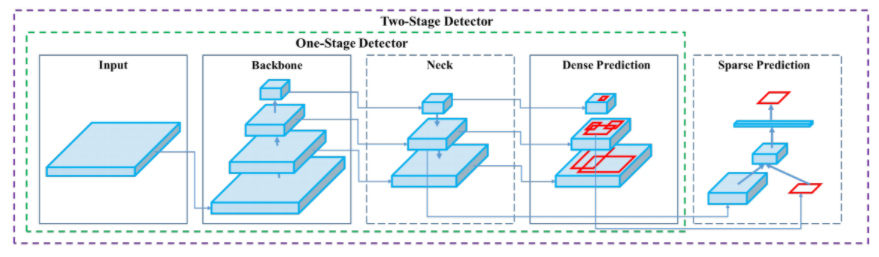 Two-Stage Detector
One-Stage Detector
Input
Backbone
Neck
Dense Prediction
Sparse Prediction